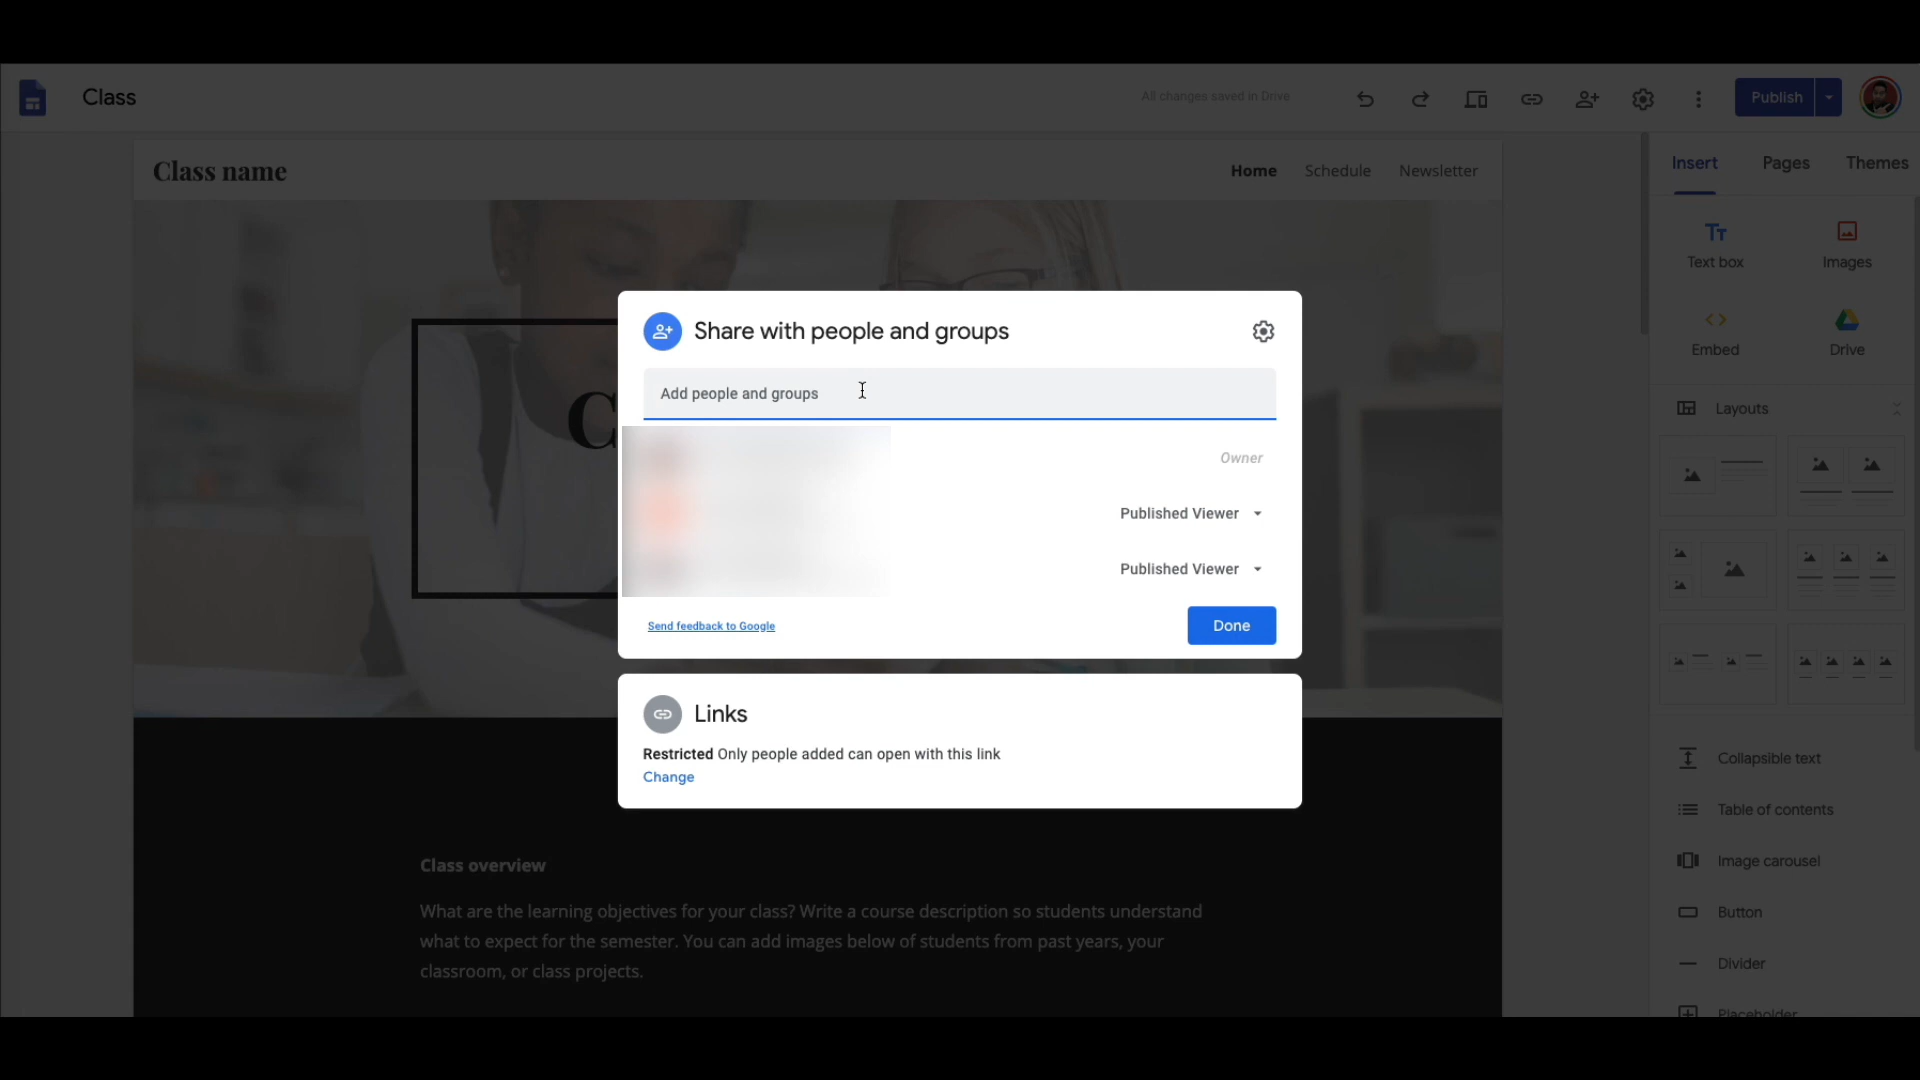 Class
All changes saved in Drive
Publish
Class name
Home
Schedule
Newsletter
Insert
Pages
Themes
Text box
Images
Embed
Drive
Layouts
Share with people and groups
Add people and groups
Owner
Published Viewer
Published Viewer
Send feedback to Google
Done
Links
Restricted Only people added can open with this link
Change
C
Class overview
What are the learning objectives for your class? Write a course description so students understand
what to expect for the semester. You can add images below of students from past years, your
classroom, or class projects.
Collapsible text
Table of contents
Image carousel
Button
Divider
Placeholder